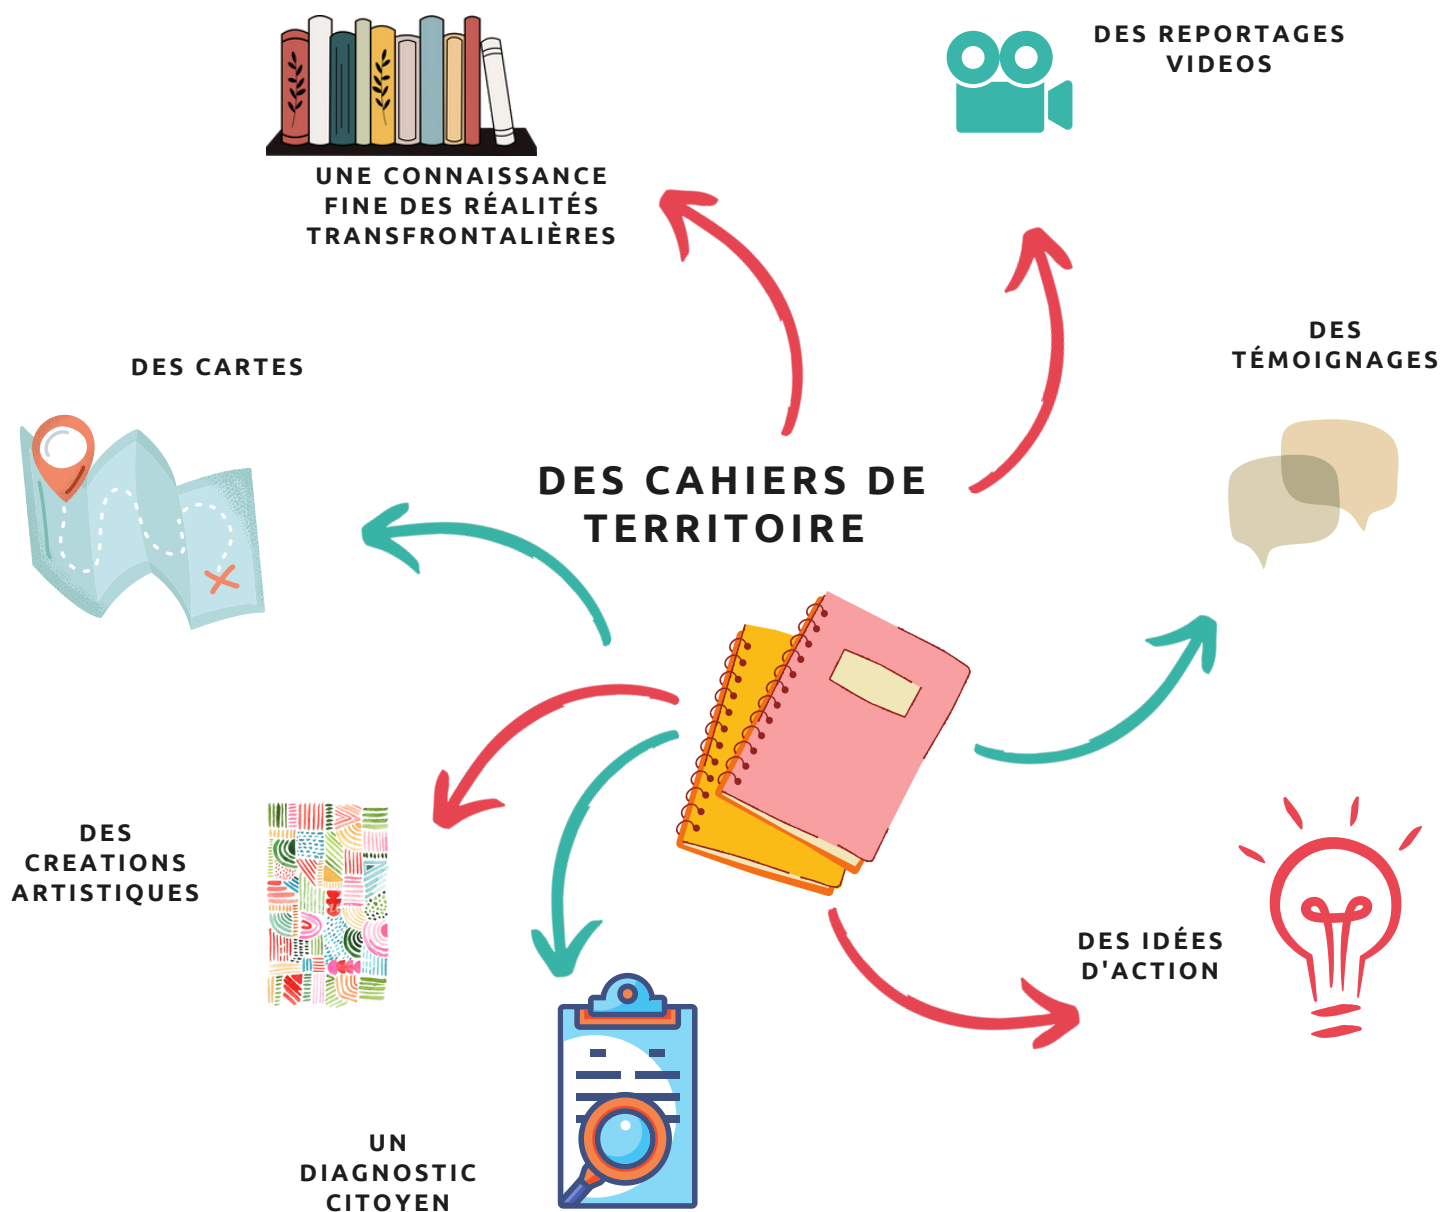 DES REPORTAGES
VIDEOS
UNE CONNAISSANCE
FINE DES RÉALITÉS
TRANSFRONTALIÈRES
DES
TÉMOIGNAGES
DES CARTES
DES CAHIERS DE
TERRITOIRE
DES
CREATIONS
ARTISTIQUES
DES IDÉES
D'ACTION
UN
DIAGNOSTIC
CITOYEN